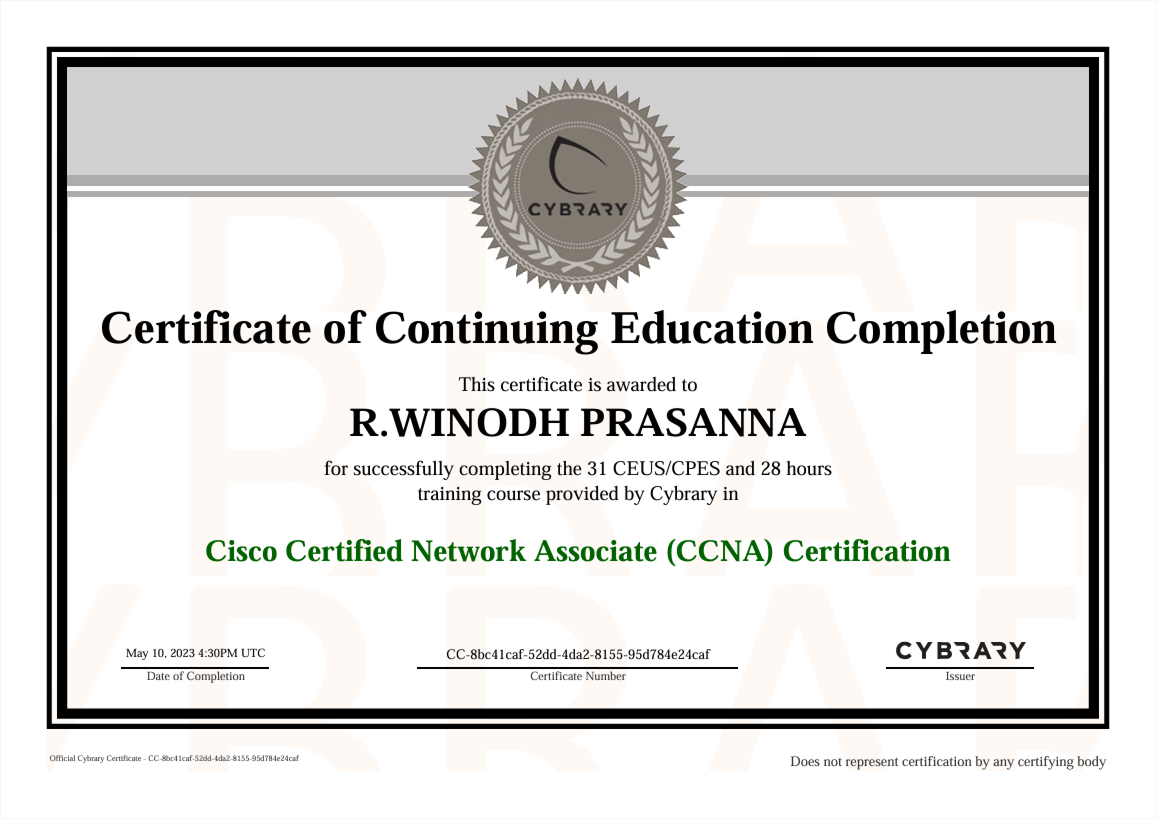 CYBRARY
Certificate of Continuing Education Completion
This certificate is awarded to
R.WINODH PRASANNA
for successfully completing the 31 CEUS/CPES and 28 hours
training course provided by Cybrary in
Cisco Certified Network Associate (CCNA) Certification
May 10, 2023 4:30PM UTC
Date of Completion
CC-8bc41caf-52dd-4da2-8155-95d784e24caf
Certificate Number
CYBRARY
Issuer
Official Cybrary Certificate - CC-8bc41caf-52dd-4da2-8155-95d784e24caf
Does not represent certification by any certifying body